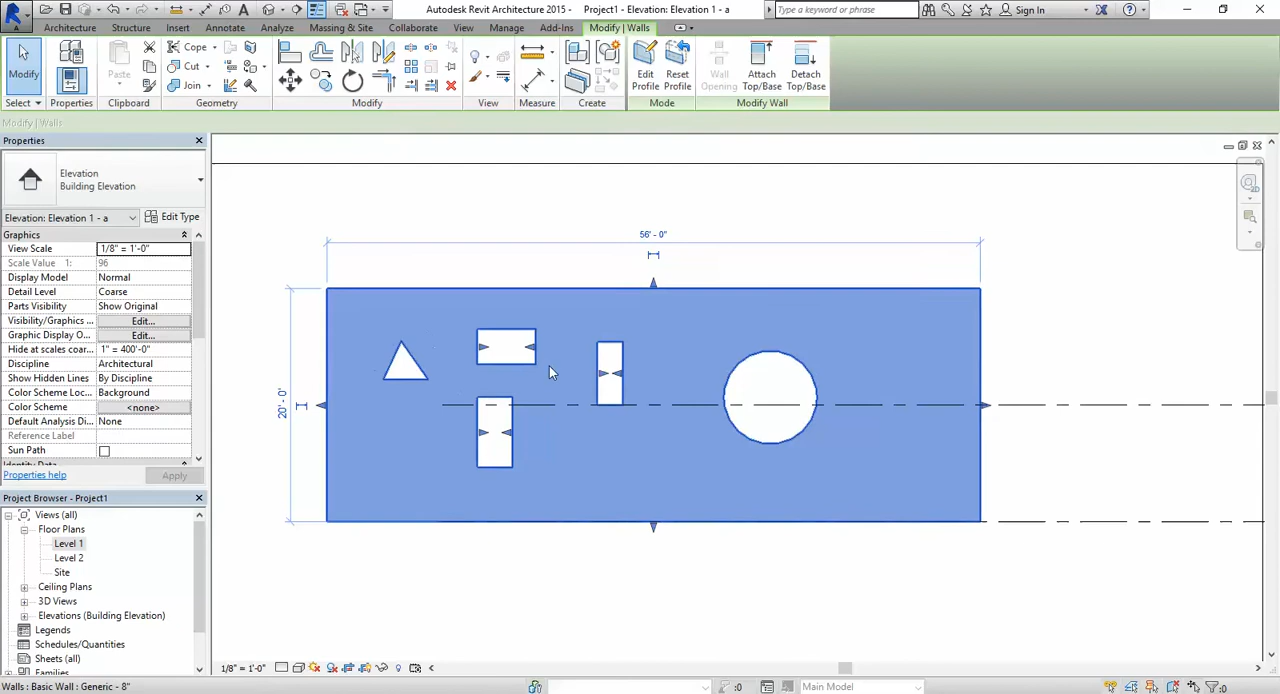 Autodesk Revit Architecture 2015 - Project1 - Elevation: Elevation 1 - a
Type a keyword or phrase
Sign In
Architecture Structure Insert Annotate Analyze Massing & Site Collaborate View Manage Add-Ins Modify | Walls
Modify
Paste
Cope
Cut
Join
Edit Profile
Reset Profile
Wall Opening
Attach Top/Base
Detach Top/Base
Select Properties Clipboard Geometry Modify View Measure Create Mode Modify Wall
Modify | Walls
Properties
Elevation
Building Elevation
Elevation: Elevation 1 - a
Edit Type
Graphics
View Scale 1/8" = 1'-0"
Scale Value 1: 96
Display Model Normal
Detail Level Coarse
Parts Visibility Show Original
Visibility/Graphics ... Edit...
Graphic Display O... Edit...
Hide at scales coar... 1" = 400'-0"
Discipline Architectural
Show Hidden Lines By Discipline
Color Scheme Loc... Background
Color Scheme <none>
Default Analysis Di... None
Reference Label
Sun Path
Identity Data
Properties help
Apply
Project Browser - Project1
Views (all)
Floor Plans
Level 1
Level 2
Site
Ceiling Plans
3D Views
Elevations (Building Elevation)
Legends
Schedules/Quantities
Sheets (all)
Families
56' - 0"
20' - 0"
1/8" = 1'-0"
Walls : Basic Wall : Generic - 8"
:0
Main Model
:0